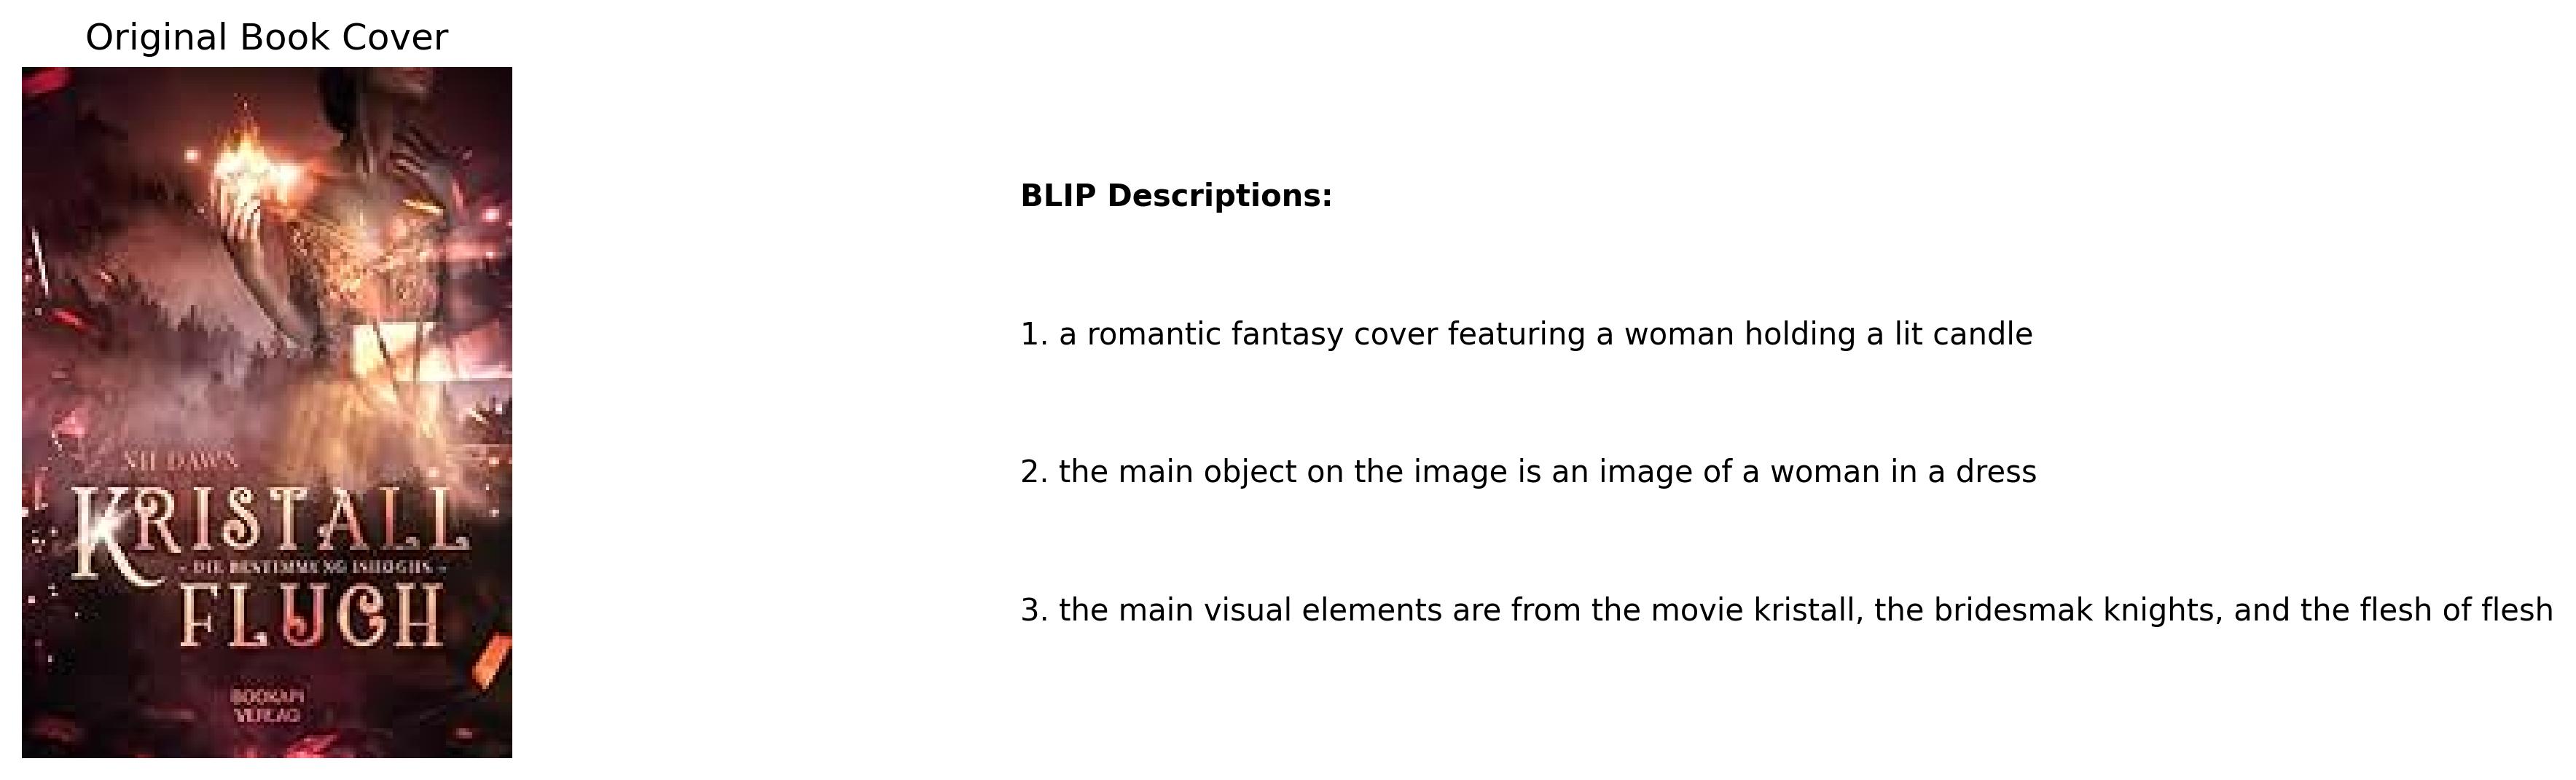 Original Book Cover
DAWN
KRISTALL
- DIE BESTIMMUNG ISHOGHS -
FLUCH
BOOKAPI
VERLAG
BLIP Descriptions:
1. a romantic fantasy cover featuring a woman holding a lit candle
2. the main object on the image is an image of a woman in a dress
3. the main visual elements are from the movie kristall, the bridesmak knights, and the flesh of flesh